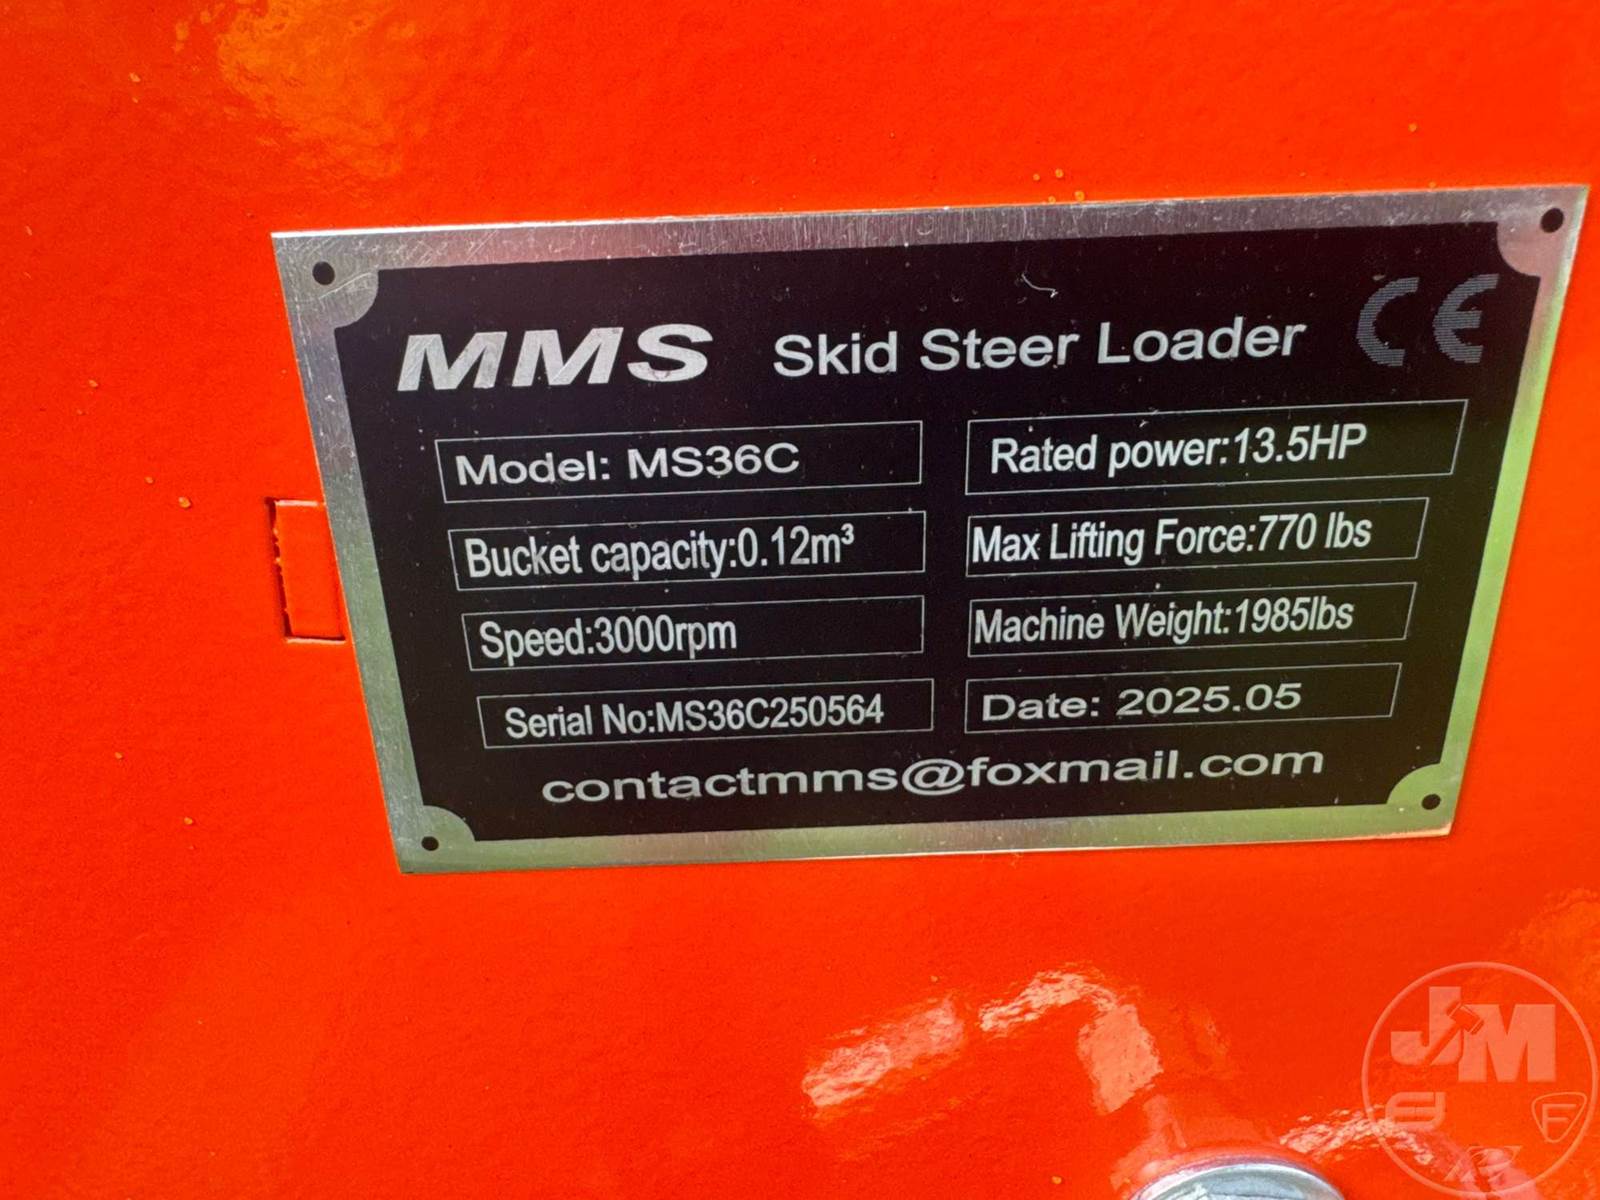 MMS Skid Steer Loader CE
Model: MS36C Rated power:13.5HP
Bucket capacity:0.12m³ Max Lifting Force:770 lbs
Speed:3000rpm Machine Weight:1985lbs
Serial No:MS36C250564 Date: 2025.05
contactmms@foxmail.com
JM